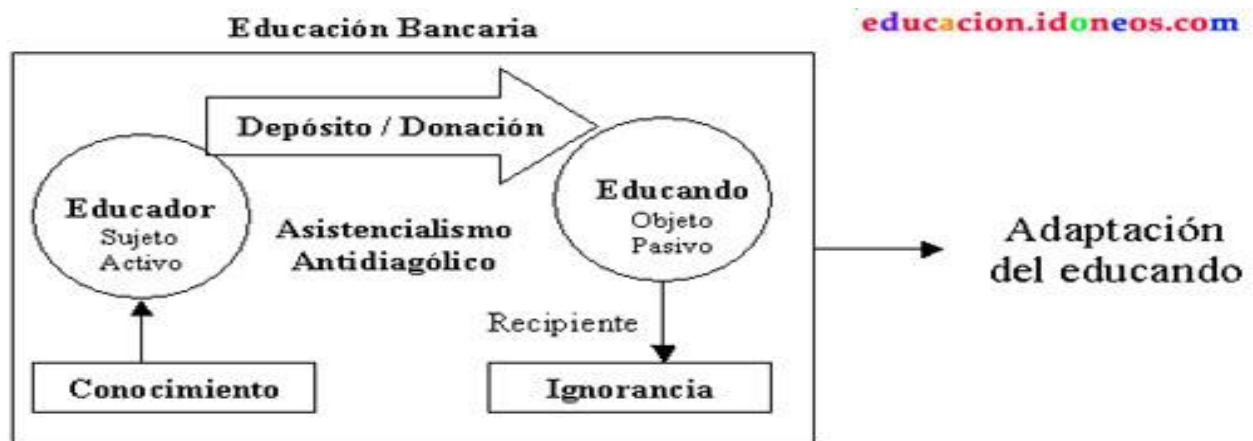 Educación Bancaria
educacion.idoneos.com
Depósito / Donación
Educador
Sujeto
Activo
Asistencialismo
Antidiagólico
Educando
Objeto
Pasivo
Adaptación
del educando
Recipiente
Conocimiento
Ignorancia